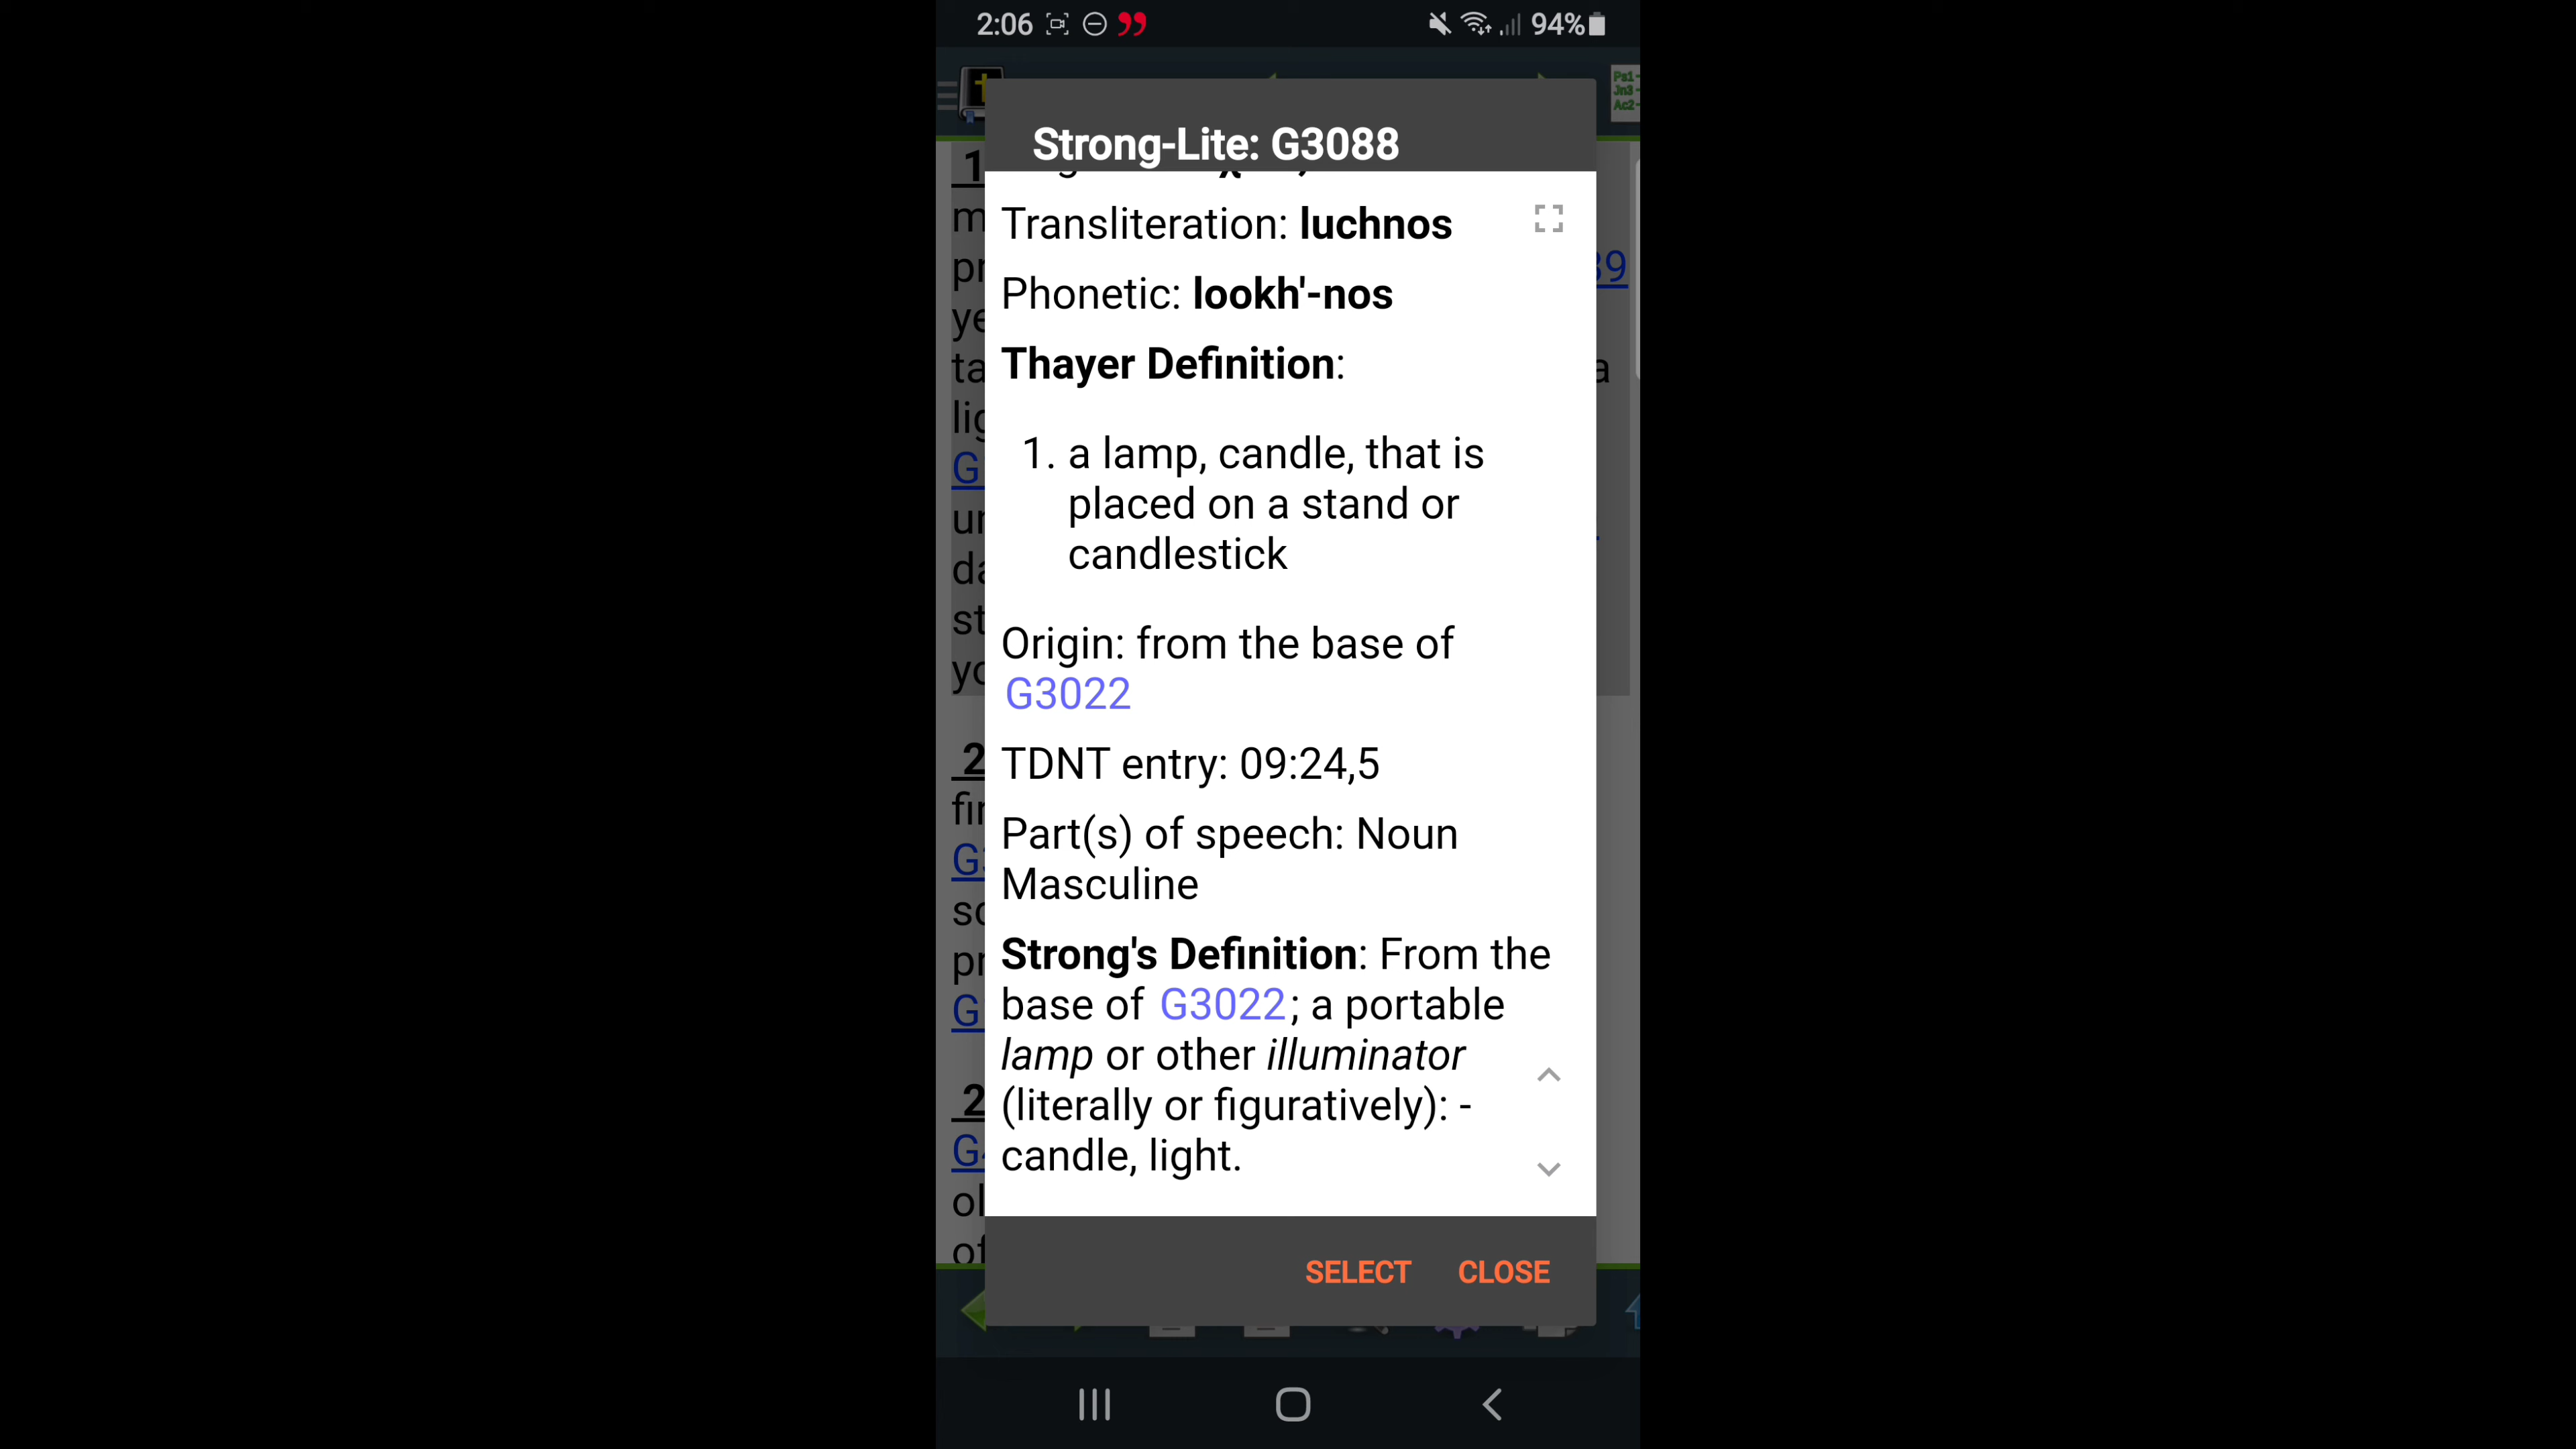 2:06
94%
Ps1-
Jn3-
Ac2-
Strong-Lite: G3088
Transliteration: luchnos
Phonetic: lookh'-nos
Thayer Definition:
1. a lamp, candle, that is
placed on a stand or
candlestick
Origin: from the base of
G3022
TDNT entry: 09:24,5
Part(s) of speech: Noun
Masculine
Strong's Definition: From the
base of G3022; a portable
lamp or other illuminator
(literally or figuratively): -
candle, light.
SELECT CLOSE